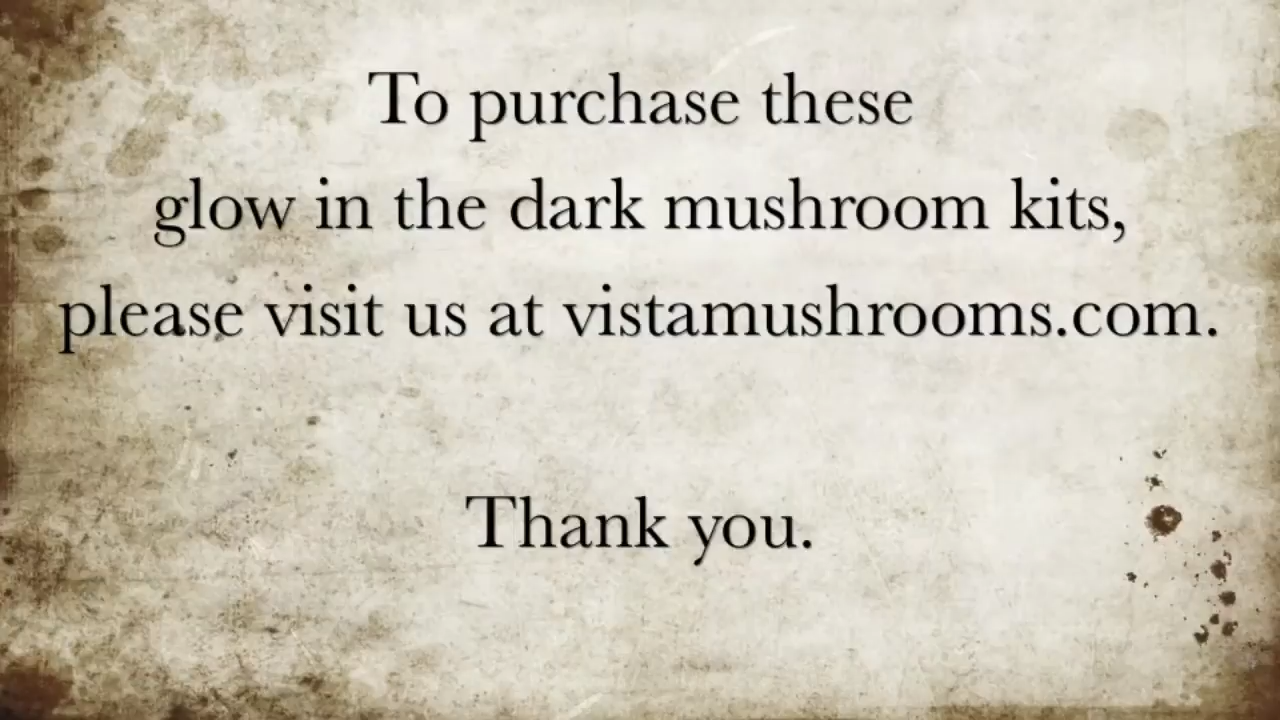 To purchase these
glow in the dark mushroom kits,
please visit us at vistamushrooms.com.
Thank you.